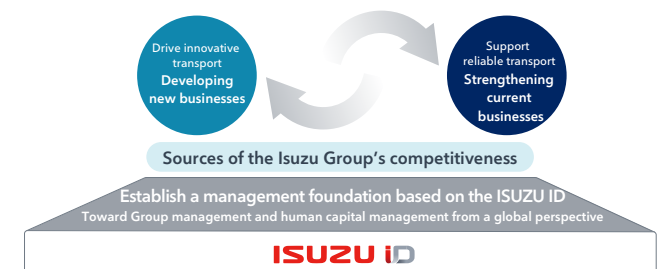 Drive innovative
transport
Developing
new businesses
Support
reliable transport
Strengthening
current
businesses
Sources of the Isuzu Group's competitiveness
Establish a management foundation based on the ISUZU ID
Toward Group management and human capital management from a global perspective
ISUZU iD